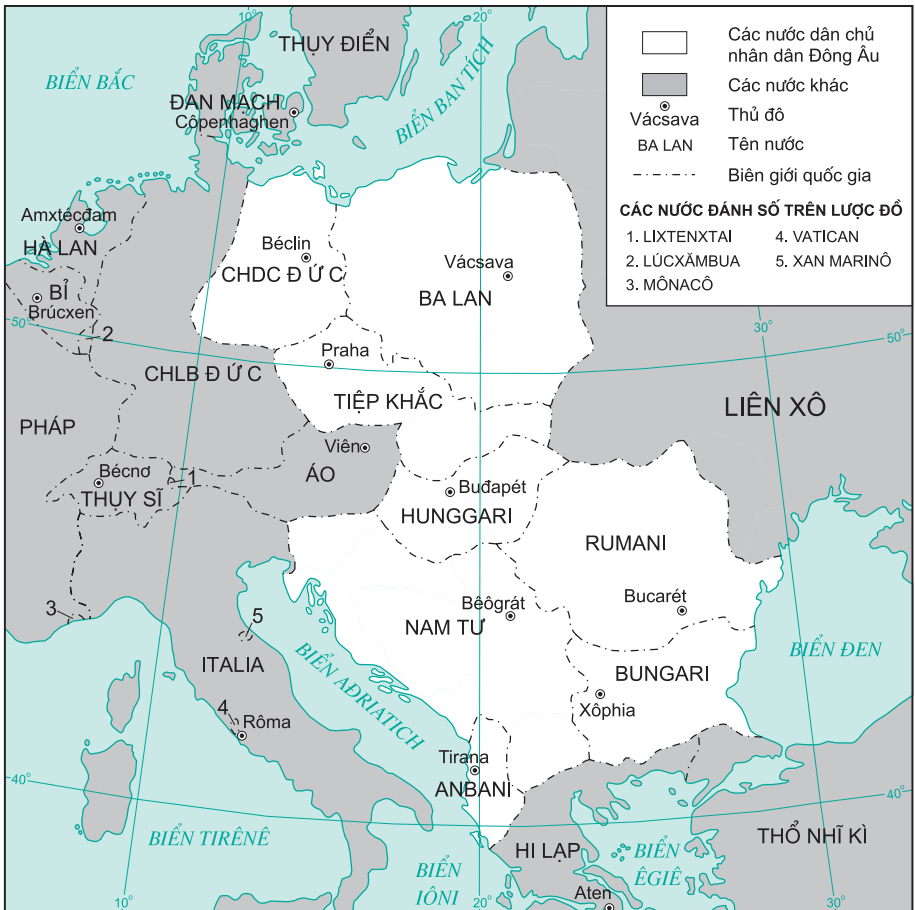 10°
20°
THỤY ĐIỂN
BIỂN BẮC
BIỂN BAN TÍCH
ĐAN MẠCH
Côpenhaghen
Các nước dân chủ
nhân dân Đông Âu
Các nước khác
Vácsava
Thủ đô
BA LAN
Tên nước
Biên giới quốc gia
CÁC NƯỚC ĐÁNH SỐ TRÊN LƯỢC ĐỒ
1. LIXTENXTAI
4. VATICAN
2. LÚCXĂMBUA
5. XAN MARINÔ
3. MÔNACÔ
Amxtécđam
HÀ LAN
Béclin
CHDC ĐỨC
Vácsava
BA LAN
BỈ
Brúcxen
50°
2
30°
50°
Praha
CHLB ĐỨC
TIỆP KHẮC
LIÊN XÔ
PHÁP
Viên
ÁO
Bécnơ
1
THUỴ SĨ
Buđapét
HUNGGARI
RUMANI
Bêôgrát
Bucarét
3
5
NAM TƯ
BIỂN ĐEN
ITALIA
BIỂN AĐRIATICH
BUNGARI
Xôphia
4
Rôma
Tirana
ANBANI
40°
40°
BIỂN TIRÊNÊ
THỔ NHĨ KÌ
HI LẠP
BIỂN
ÊGIÊ
BIỂN
IÔNI
Aten
10°
20°
30°